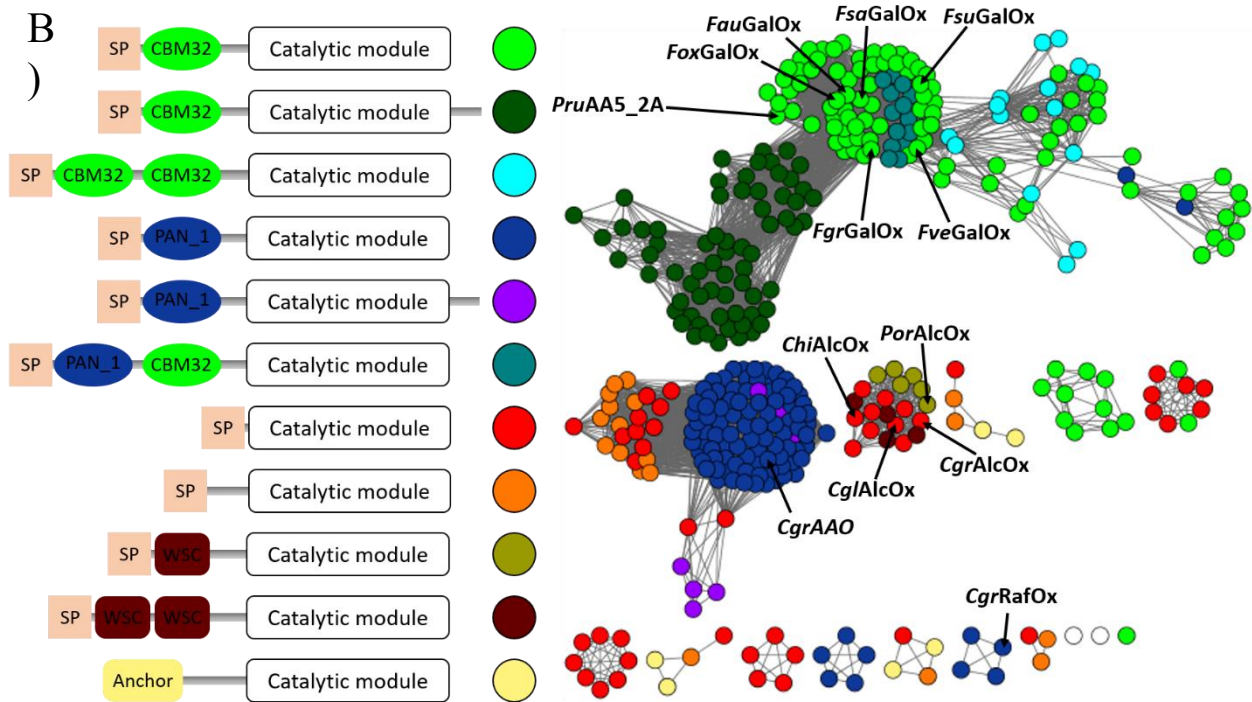 B
)
SP CBM32 Catalytic module
SP CBM32 Catalytic module
SP CBM32 CBM32 Catalytic module
SP PAN_1 Catalytic module
SP PAN_1 Catalytic module
SP PAN_1 CBM32 Catalytic module
SP Catalytic module
SP Catalytic module
SP WSC Catalytic module
SP WSC WSC Catalytic module
Anchor Catalytic module
FsaGalOx
FauGalOx
FsuGalOx
FoxGalOx
PruAA5_2A
FgrGalOx
FveGalOx
ChiAlcOx
PorAlcOx
CgrAlcOx
CglAlcOx
CgrAAO
CgrRafOx